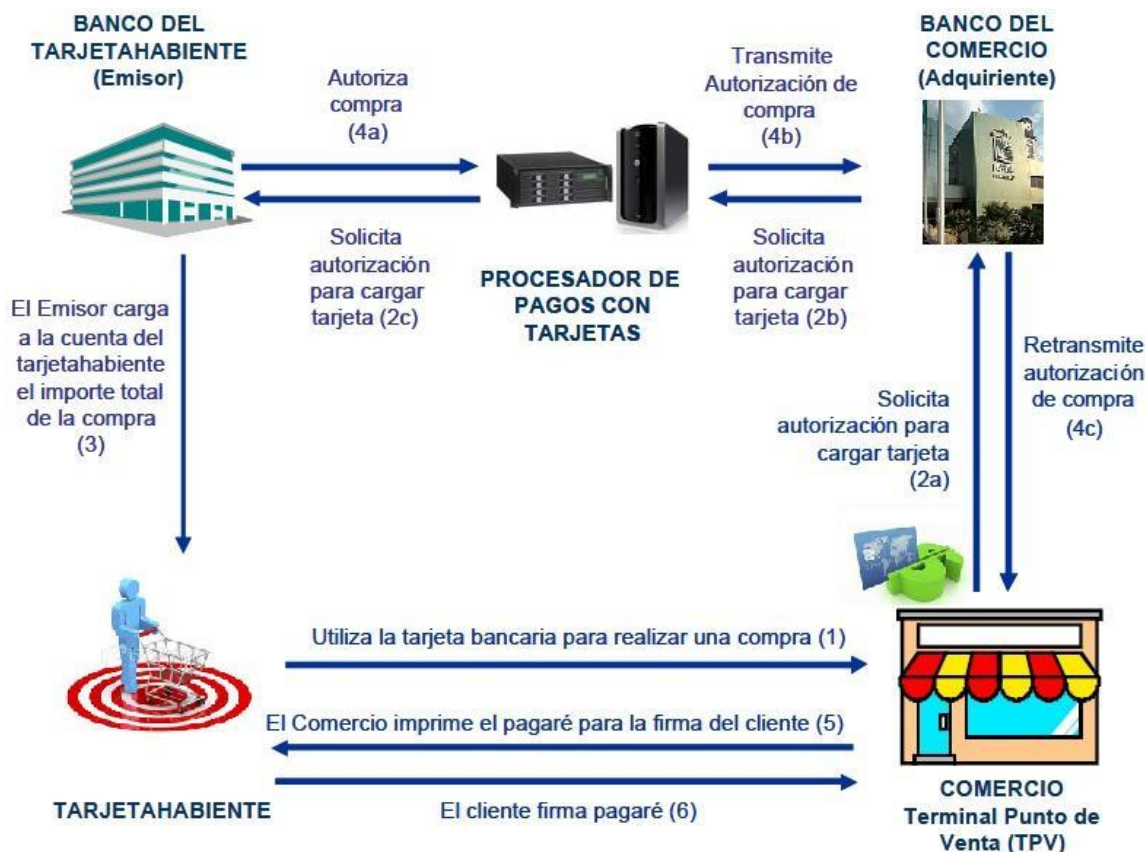 BANCO DEL
TARJETAHABIENTE
(Emisor)
Autoriza
compra
(4a)
Transmite
Autorización de
compra
(4b)
BANCO DEL
COMERCIO
(Adquiriente)
Solicita
autorización
para cargar
tarjeta (2c)
PROCESADOR DE
PAGOS CON
TARJETAS
Solicita
autorización
para cargar
tarjeta (2b)
El Emisor carga
a la cuenta del
tarjetahabiente
el importe total
de la compra
(3)
Solicita
autorización para
cargar tarjeta
(2a)
Retransmite
autorización
de compra
(4c)
Utiliza la tarjeta bancaria para realizar una compra (1)
El Comercio imprime el pagaré para la firma del cliente (5)
El cliente firma pagaré (6)
TARJETAHABIENTE
COMERCIO
Terminal Punto de
Venta (TPV)